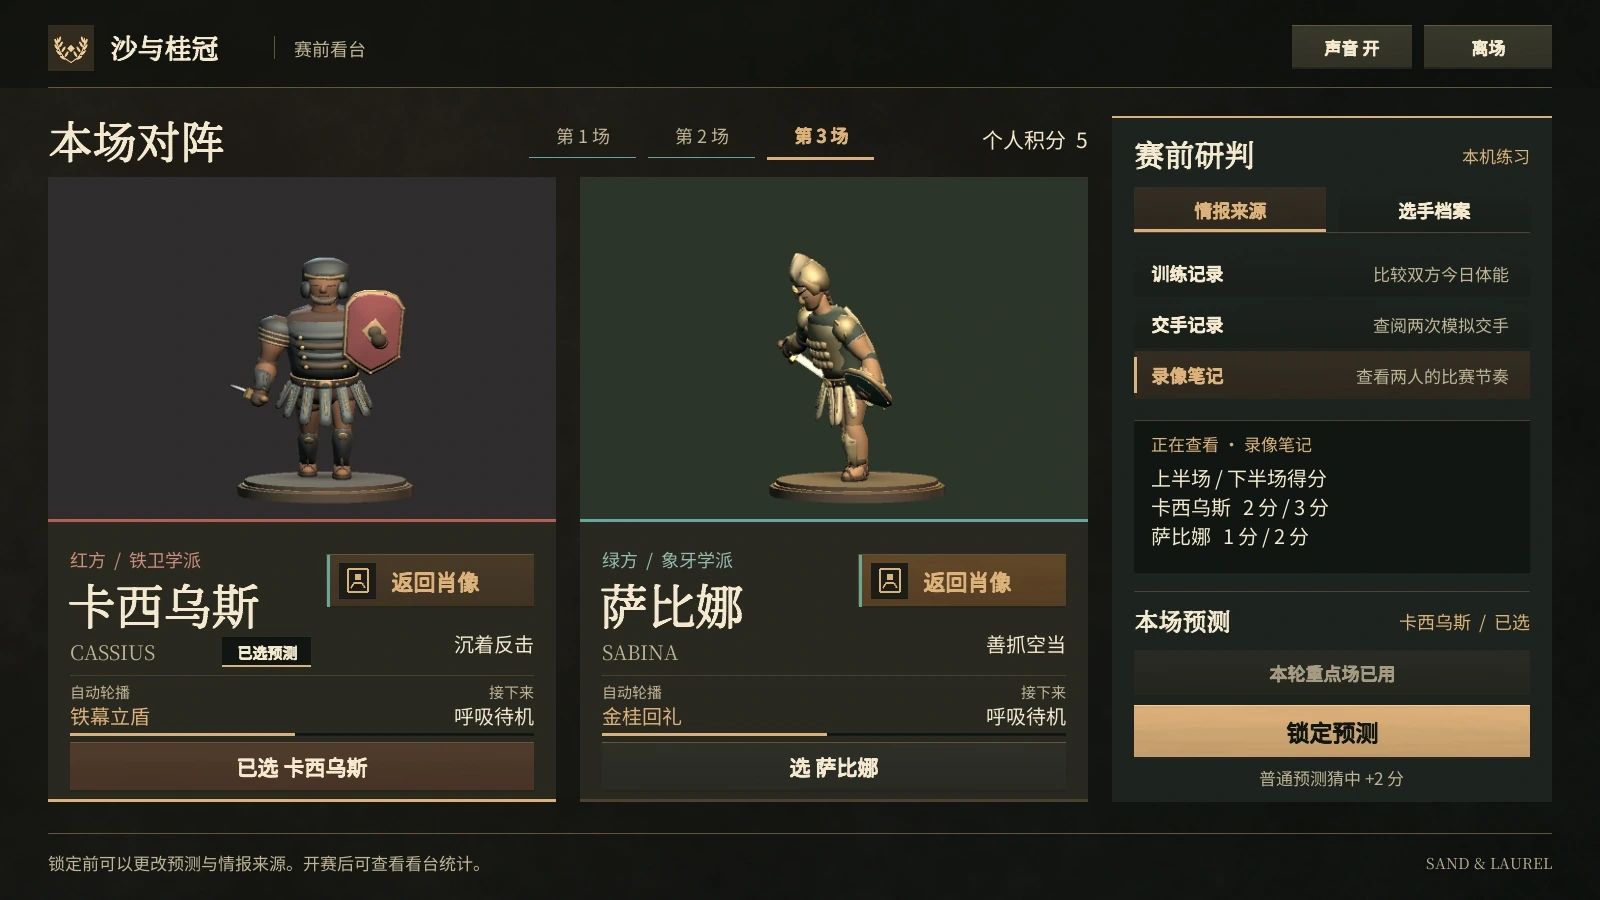 沙与桂冠
赛前看台
声音 开
离场
本场对阵
第 1 场
第 2 场
第 3 场
个人积分 5
红方 / 铁卫学派
返回肖像
卡西乌斯
CASSIUS
已选预测
沉着反击
自动轮播
接下来
铁幕立盾
呼吸待机
已选 卡西乌斯
绿方 / 象牙学派
返回肖像
萨比娜
SABINA
善抓空当
自动轮播
接下来
金桂回礼
呼吸待机
选 萨比娜
赛前研判
本机练习
情报来源
选手档案
训练记录
比较双方今日体能
交手记录
查阅两次模拟交手
录像笔记
查看两人的比赛节奏
正在查看 · 录像笔记
上半场 / 下半场得分
卡西乌斯 2 分 / 3 分
萨比娜 1 分 / 2 分
本场预测
卡西乌斯 / 已选
本轮重点场已用
锁定预测
普通预测猜中 +2 分
锁定前可以更改预测与情报来源。开赛后可查看看台统计。
SAND & LAUREL